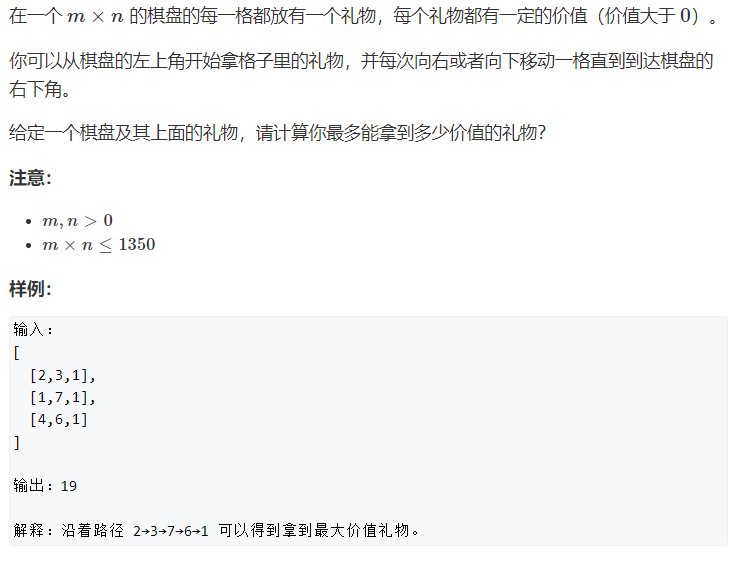 在一个 m × n 的棋盘的每一格都放有一个礼物，每个礼物都有一定的价值（价值大于 0）。
你可以从棋盘的左上角开始拿格子里的礼物，并每次向右或者向下移动一格直到到达棋盘的
右下角。
给定一个棋盘及其上面的礼物，请计算你最多能拿到多少价值的礼物？
注意：
• m, n > 0
• m × n ≤ 1350
样例：
输入：
[
[2,3,1],
[1,7,1],
[4,6,1]
]
输出：19
解释：沿着路径 2→3→7→6→1 可以得到拿到最大价值礼物。